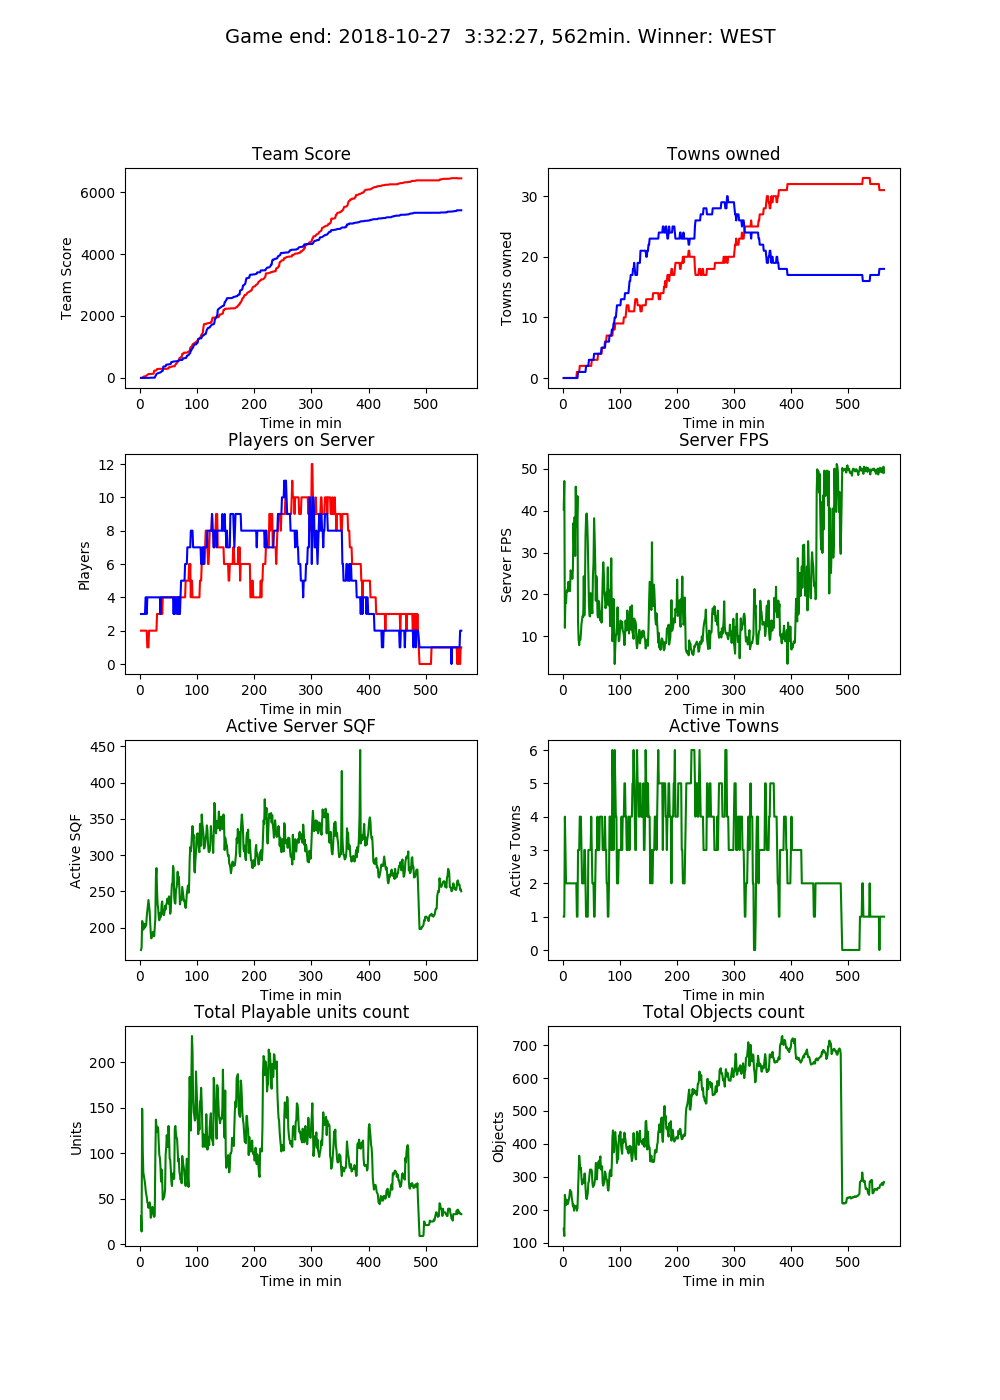 Game end: 2018-10-27  3:32:27, 562min. Winner: WEST
Team Score
Team Score
6000
4000
2000
0
0 100 200 300 400 500
Time in min
Towns owned
Towns owned
30
20
10
0
0 100 200 300 400 500
Time in min
Players on Server
Players
12
10
8
6
4
2
0
0 100 200 300 400 500
Time in min
Server FPS
Server FPS
50
40
30
20
10
0 100 200 300 400 500
Time in min
Active Server SQF
Active SQF
450
400
350
300
250
200
0 100 200 300 400 500
Time in min
Active Towns
Active Towns
6
5
4
3
2
1
0
0 100 200 300 400 500
Time in min
Total Playable units count
Units
200
150
100
50
0
0 100 200 300 400 500
Time in min
Total Objects count
Objects
700
600
500
400
300
200
100
0 100 200 300 400 500
Time in min